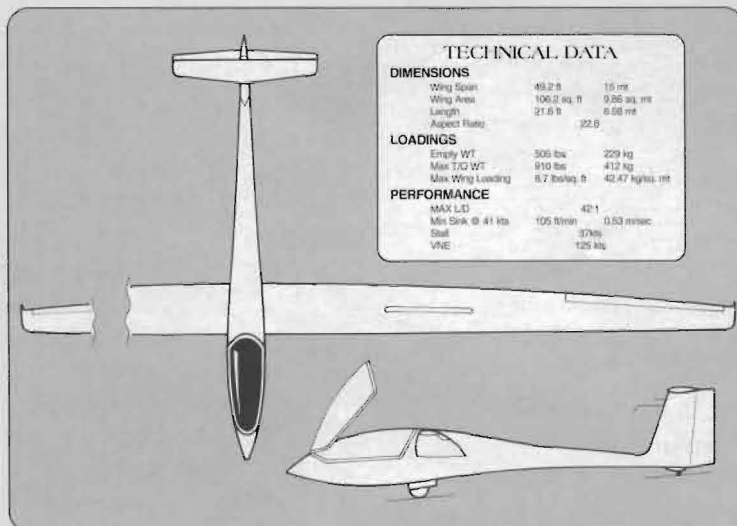 TECHNICAL DATA
DIMENSIONS
Wing Span 49.2 ft 15 mt
Wing Area 106.2 sq. ft 9.86 sq. mt
Length 21.6 ft 6.58 mt
Aspect Ratio 22.8
LOADINGS
Empty WT 505 lbs 229 kg
Max T/O WT 910 lbs 412 kg
Max Wing Loading 8.7 lbs/sq. ft 42.47 kg/sq. mt
PERFORMANCE
MAX L/D 42:1
Min Sink @ 41 kts 105 ft/min 0.53 m/sec
Stall 37kts
VNE 125 kts